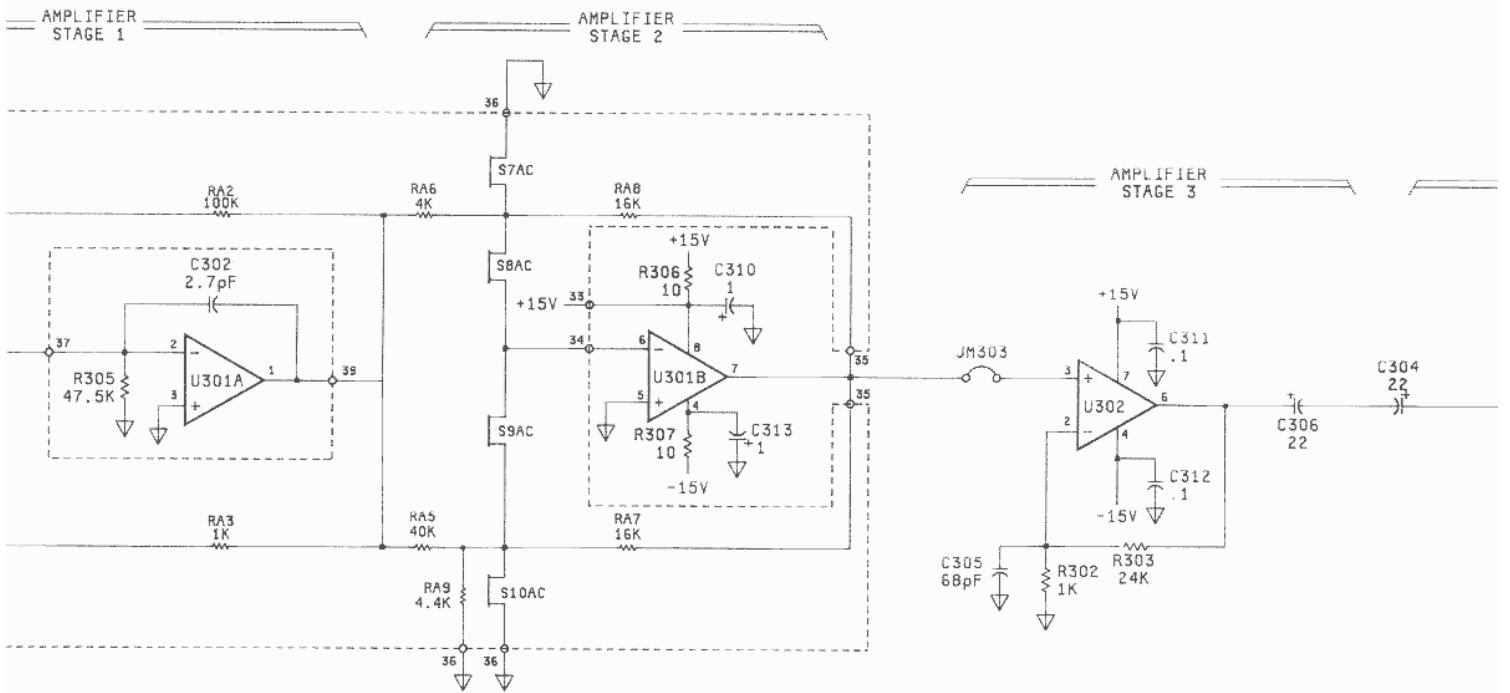 AMPLIFIER
STAGE 1
AMPLIFIER
STAGE 2
AMPLIFIER
STAGE 3
36
S7AC
RA2
100K
RA6
4K
RA8
16K
C302
2.7pF
S8AC
+15V
R306
10
C310
1
+
+15V
33
37
2
-
R305
47.5K
3
+
U301A
1
39
34
6
-
8
U301B
7
5
+
4
35
35
S9AC
R307
10
C313
+
1
-15V
JM303
+15V
C311
.1
3
+
7
U302
6
2
-
4
C312
.1
-15V
+
C306
22
C304
22
+
RA3
1K
RA5
40K
RA7
16K
RA9
4.4K
S10AC
36
36
C305
68pF
R302
1K
R303
24K